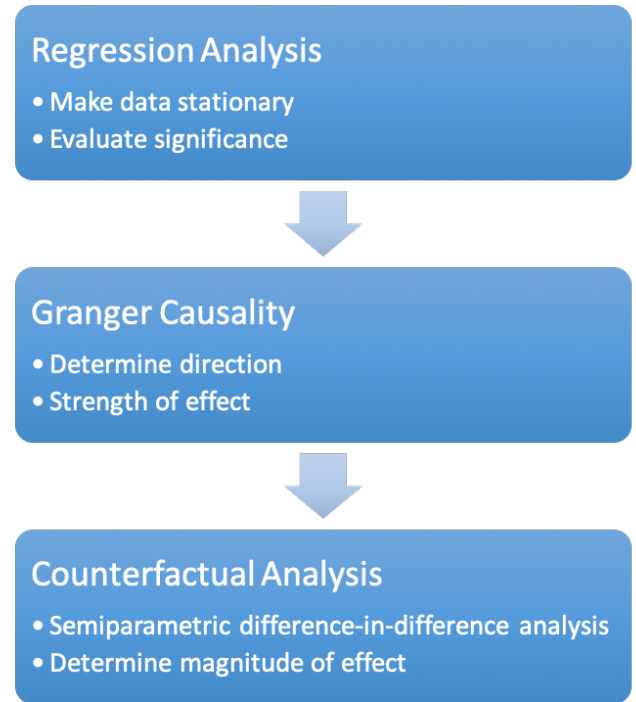 Regression Analysis
• Make data stationary
• Evaluate significance
Granger Causality
• Determine direction
• Strength of effect
Counterfactual Analysis
• Semiparametric difference-in-difference analysis
• Determine magnitude of effect